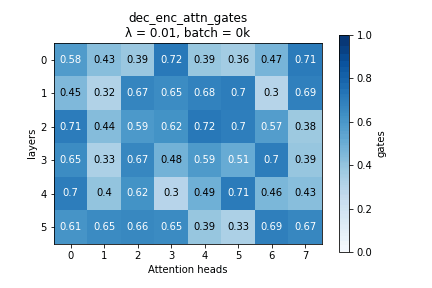 dec_enc_attn_gates
λ = 0.01, batch = 0k
0 0.58 0.43 0.39 0.72 0.39 0.36 0.47 0.71
1 0.45 0.32 0.67 0.65 0.68 0.7 0.3 0.69
2 0.71 0.44 0.59 0.62 0.72 0.7 0.57 0.38
3 0.65 0.33 0.67 0.48 0.59 0.51 0.7 0.39
4 0.7 0.4 0.62 0.3 0.49 0.71 0.46 0.43
5 0.61 0.65 0.66 0.65 0.39 0.33 0.69 0.67
0 1 2 3 4 5 6 7
layers
Attention heads
1.0
0.8
0.6
0.4
0.2
0.0
gates